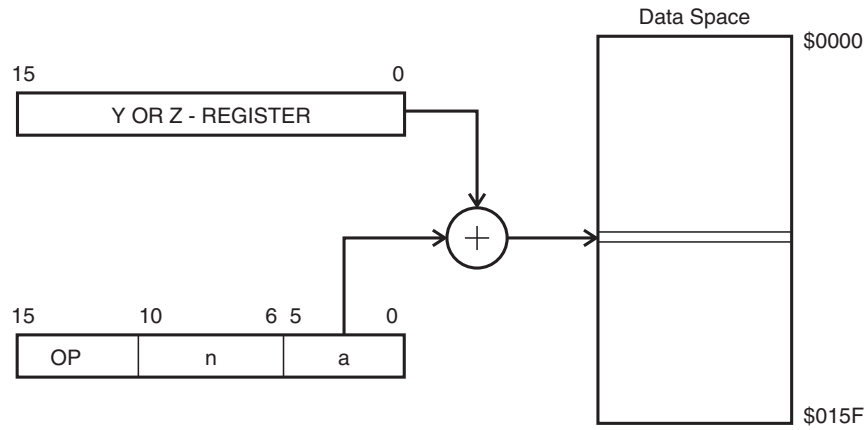 Data Space
$0000
15 0
Y OR Z - REGISTER
+
15 10 6 5 0
OP n a
$015F